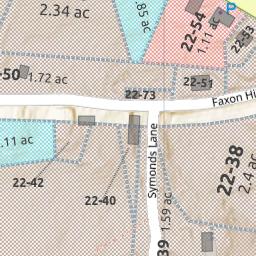 2.34 ac
.85 ac
22-54
1.11 ac
P
22-53
-50
1.72 ac
22-51
22-73
Faxon Hi
.11 ac
22-42
22-40
Symonds Lane
22-38
2.4 a
1.59 ac
39